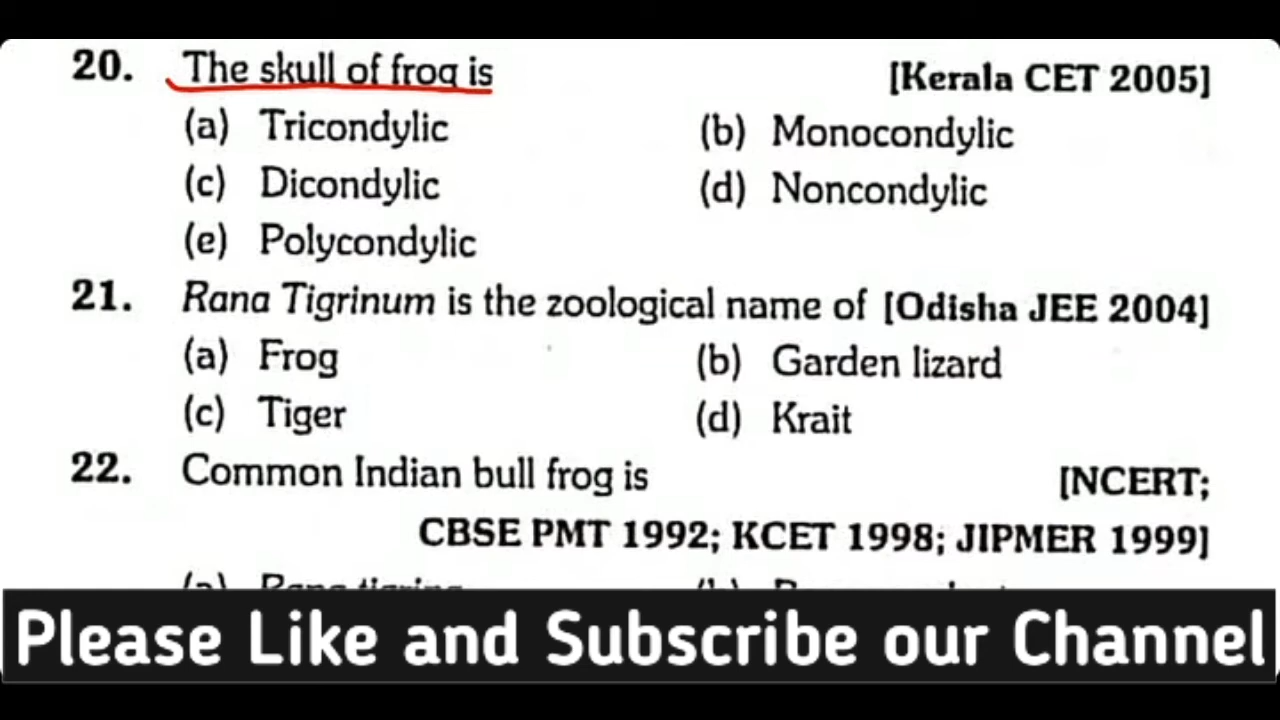 20. The skull of frog is [Kerala CET 2005]
(a) Tricondylic (b) Monocondylic
(c) Dicondylic (d) Noncondylic
(e) Polycondylic
21. Rana Tigrinum is the zoological name of [Odisha JEE 2004]
(a) Frog (b) Garden lizard
(c) Tiger (d) Krait
22. Common Indian bull frog is [NCERT;
CBSE PMT 1992; KCET 1998; JIPMER 1999]
(a) Rana tigrina (b)
Please Like and Subscribe our Channel